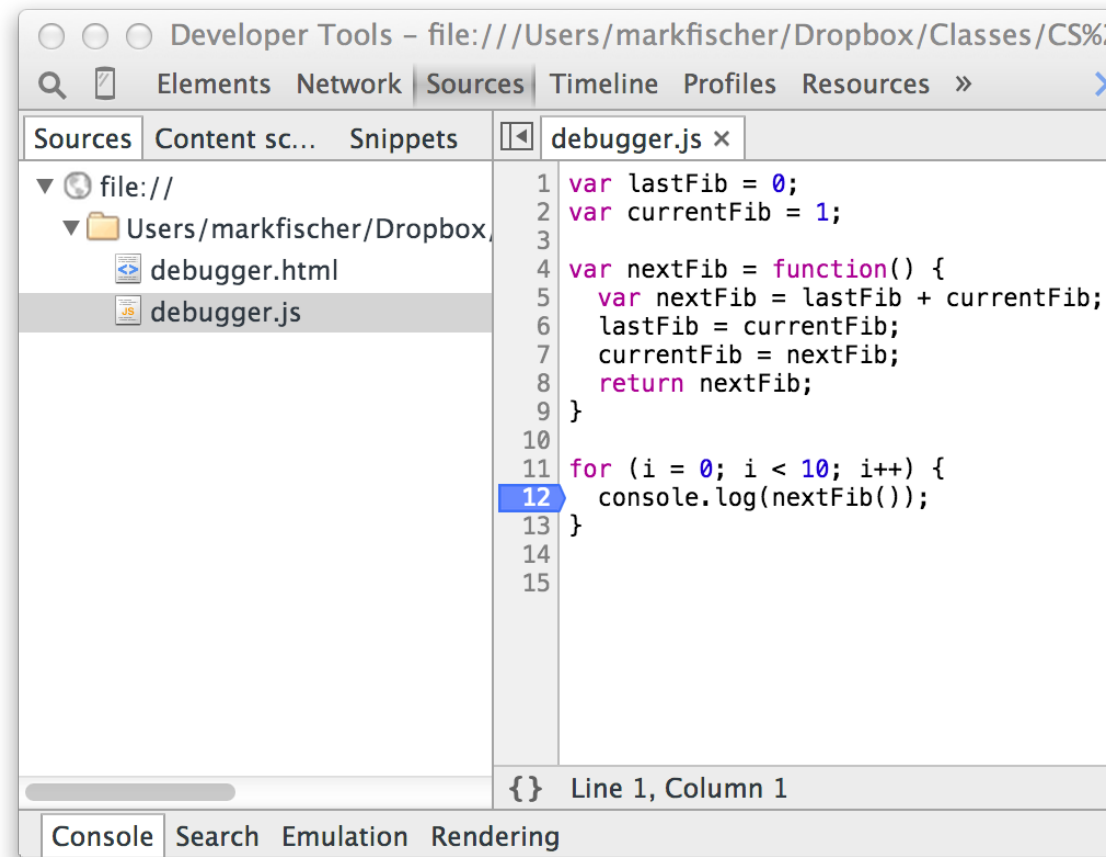 Developer Tools – file:///Users/markfischer/Dropbox/Classes/CS%
Elements Network Sources Timeline Profiles Resources »
Sources Content sc... Snippets
debugger.js ×
file://
Users/markfischer/Dropbox/
<> debugger.html
JS debugger.js
1 var lastFib = 0;
2 var currentFib = 1;
3
4 var nextFib = function() {
5   var nextFib = lastFib + currentFib;
6   lastFib = currentFib;
7   currentFib = nextFib;
8   return nextFib;
9 }
10
11 for (i = 0; i < 10; i++) {
12   console.log(nextFib());
13 }
14
15
{} Line 1, Column 1
Console Search Emulation Rendering